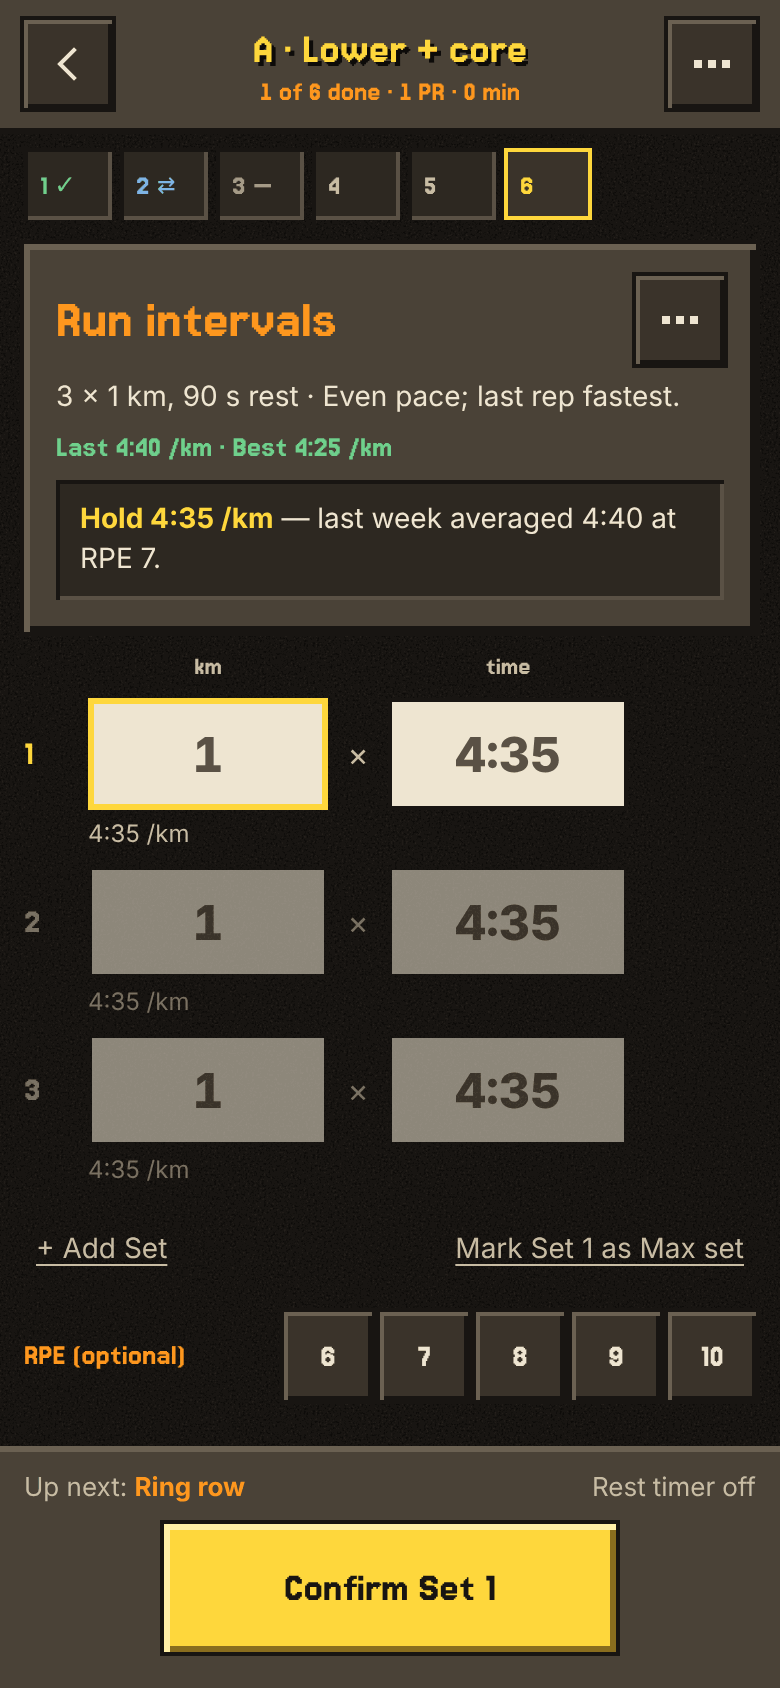 A · Lower + core
1 of 6 done · 1 PR · 0 min
1 ✓ 2 ⇄ 3 — 4 5 6
Run intervals
3 × 1 km, 90 s rest · Even pace; last rep fastest.
Last 4:40 /km · Best 4:25 /km
Hold 4:35 /km — last week averaged 4:40 at
RPE 7.
km time
1 1 × 4:35
4:35 /km
2 1 × 4:35
4:35 /km
3 1 × 4:35
4:35 /km
+ Add Set Mark Set 1 as Max set
RPE (optional) 6 7 8 9 10
Up next: Ring row Rest timer off
Confirm Set 1